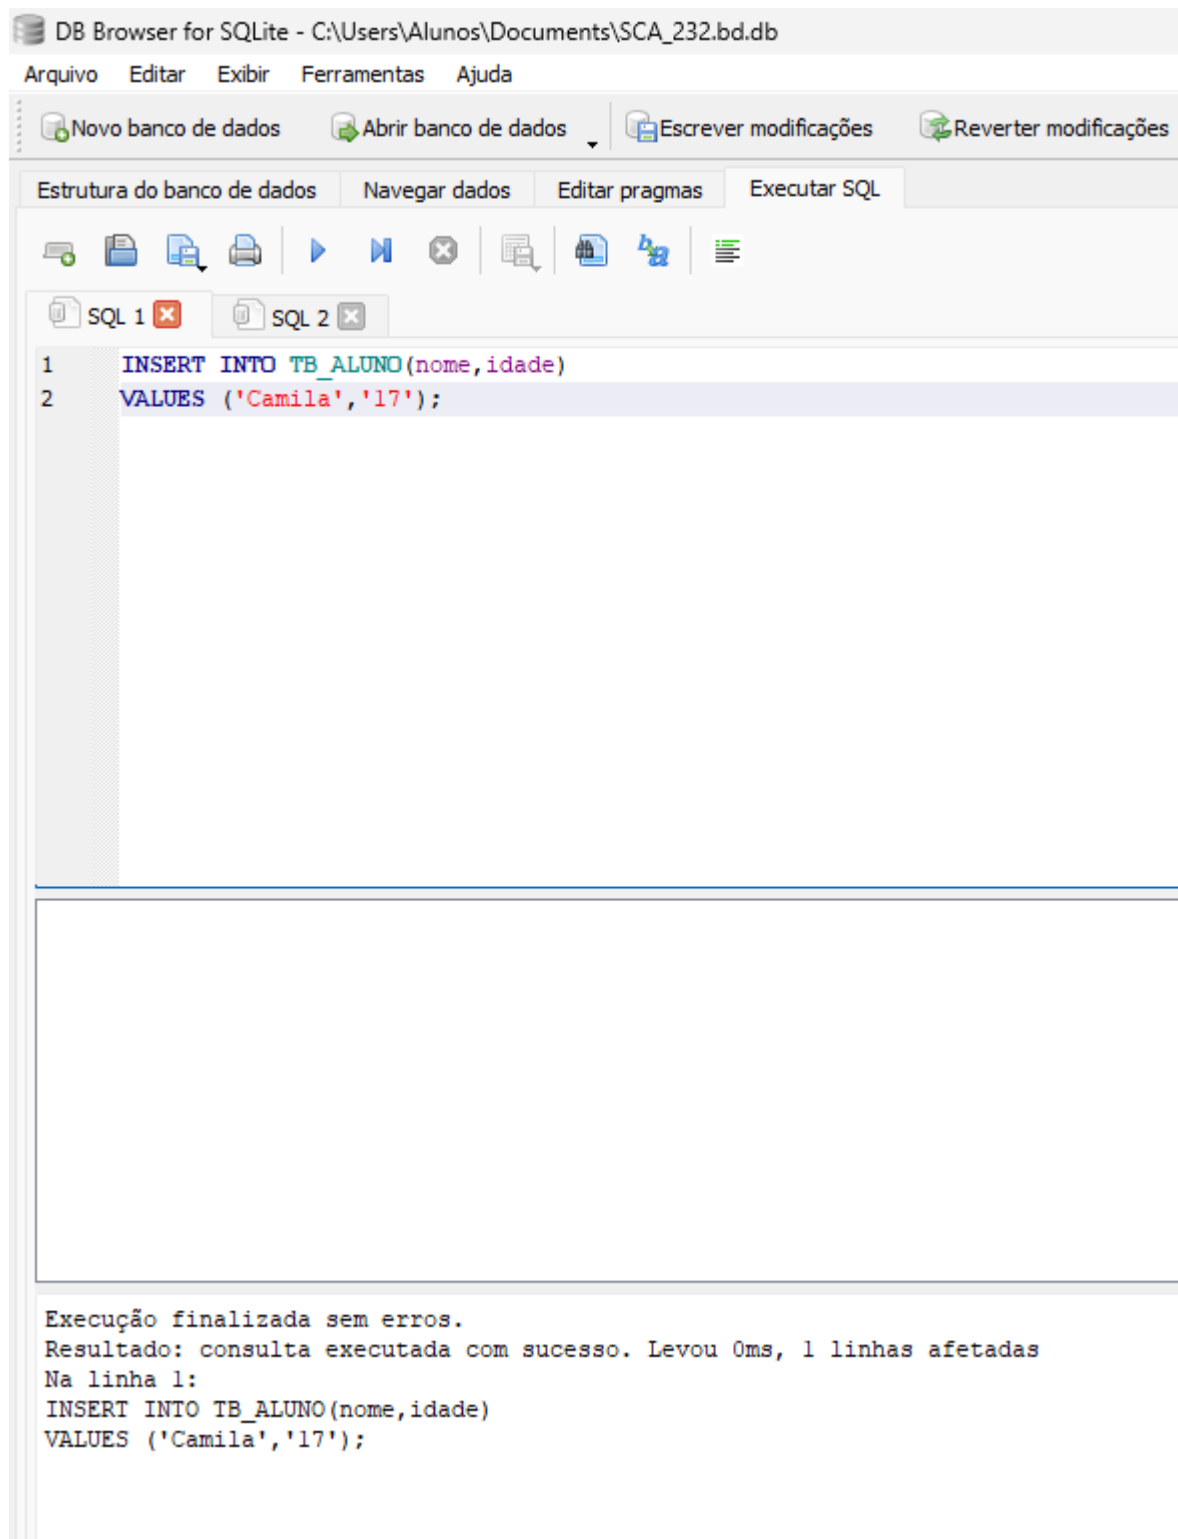 DB Browser for SQLite - C:\Users\Alunos\Documents\SCA_232.bd.db
Arquivo Editar Exibir Ferramentas Ajuda
Novo banco de dados Abrir banco de dados Escrever modificações Reverter modificações
Estrutura do banco de dados Navegar dados Editar pragmas Executar SQL
SQL 1 SQL 2
1 INSERT INTO TB_ALUNO(nome,idade)
2 VALUES ('Camila','17');
Execução finalizada sem erros.
Resultado: consulta executada com sucesso. Levou 0ms, 1 linhas afetadas
Na linha 1:
INSERT INTO TB_ALUNO(nome,idade)
VALUES ('Camila','17');